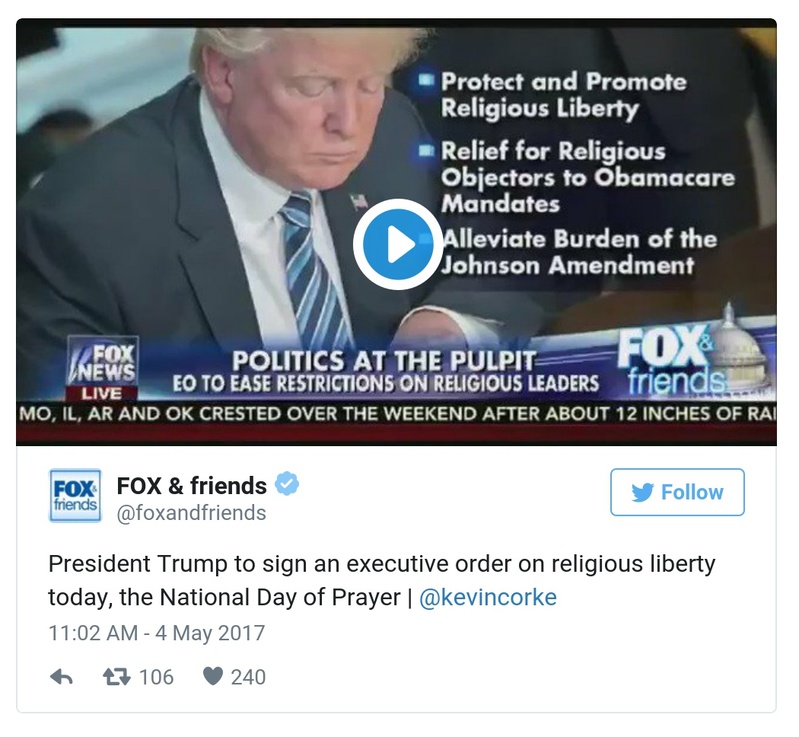 Protect and Promote
Religious Liberty
Relief for Religious
Objectors to Obamacare
Mandates
Alleviate Burden of the
Johnson Amendment
FOX
NEWS
LIVE
POLITICS AT THE PULPIT
EO TO EASE RESTRICTIONS ON RELIGIOUS LEADERS
FOX &
friends
MO, IL, AR AND OK CRESTED OVER THE WEEKEND AFTER ABOUT 12 INCHES OF RAI
FOX &
friends
FOX & friends
@foxandfriends
Follow
President Trump to sign an executive order on religious liberty
today, the National Day of Prayer | @kevincorke
11:02 AM - 4 May 2017
106 240